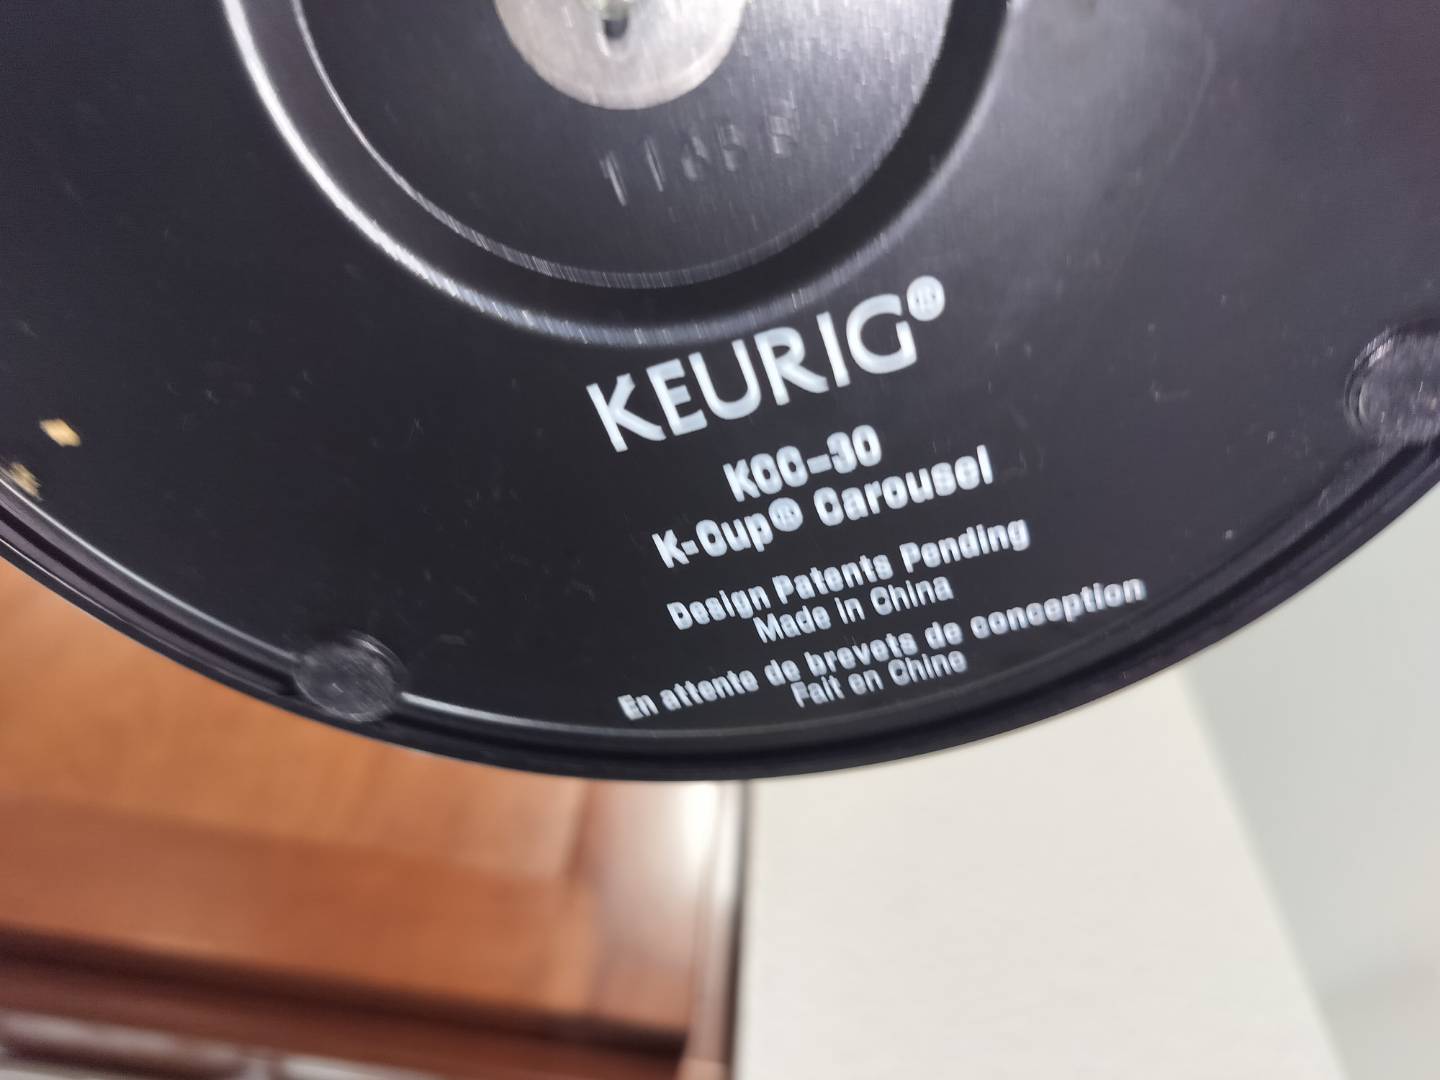 KEURIG®
KCC-30
K-Cup® Carousel
Design Patents Pending
Made in China
En attente de brevets de conception
Fait en Chine